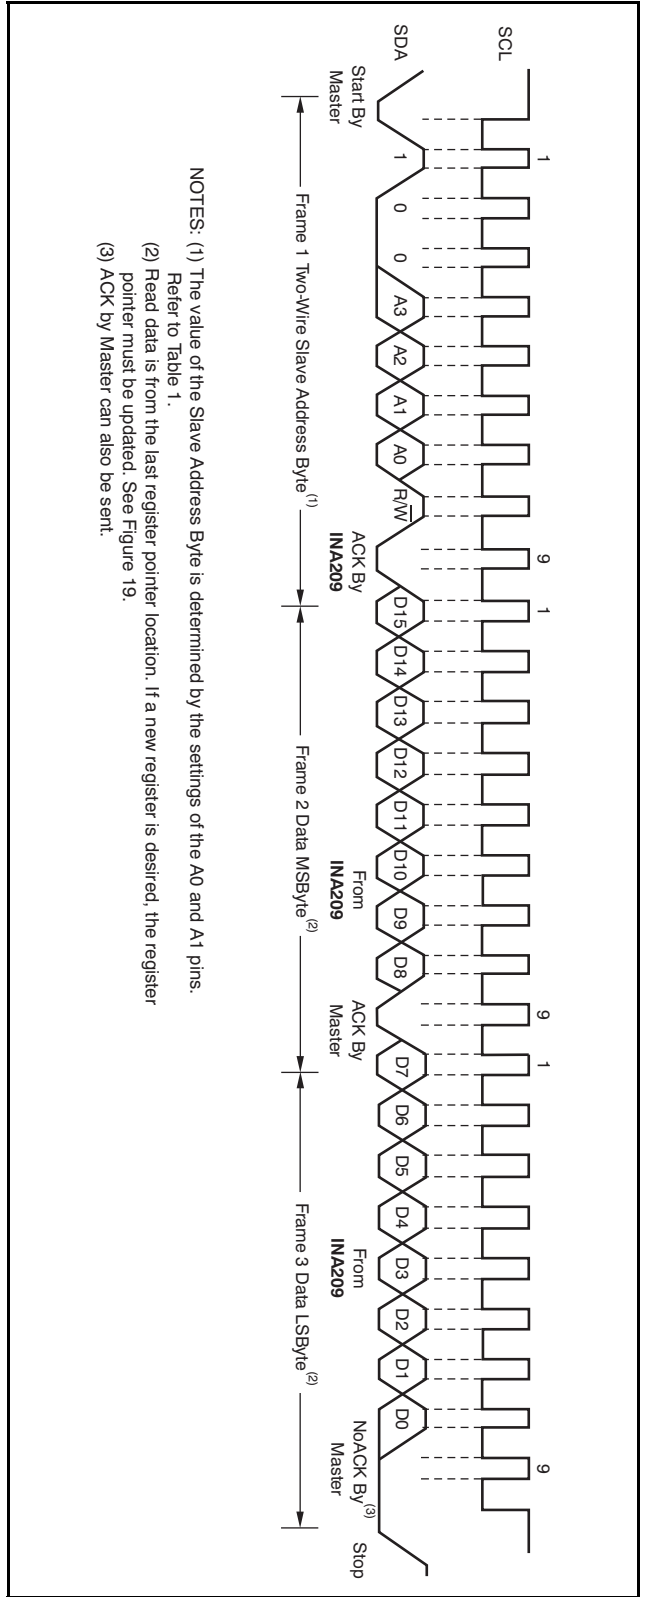 1 9 1 9 1 9
SCL
SDA 1 0 0 A3 A2 A1 A0 R/W D15 D14 D13 D12 D11 D10 D9 D8 D7 D6 D5 D4 D3 D2 D1 D0
Start By
Master
ACK By
INA209
From
INA209
ACK By
Master
From
INA209
NoACK By(3)
Master
Stop
Frame 1 Two-Wire Slave Address Byte(1)
Frame 2 Data MSByte(2)
Frame 3 Data LSByte(2)
NOTES: (1) The value of the Slave Address Byte is determined by the settings of the A0 and A1 pins.
Refer to Table 1.
(2) Read data is from the last register pointer location. If a new register is desired, the register
pointer must be updated. See Figure 19.
(3) ACK by Master can also be sent.